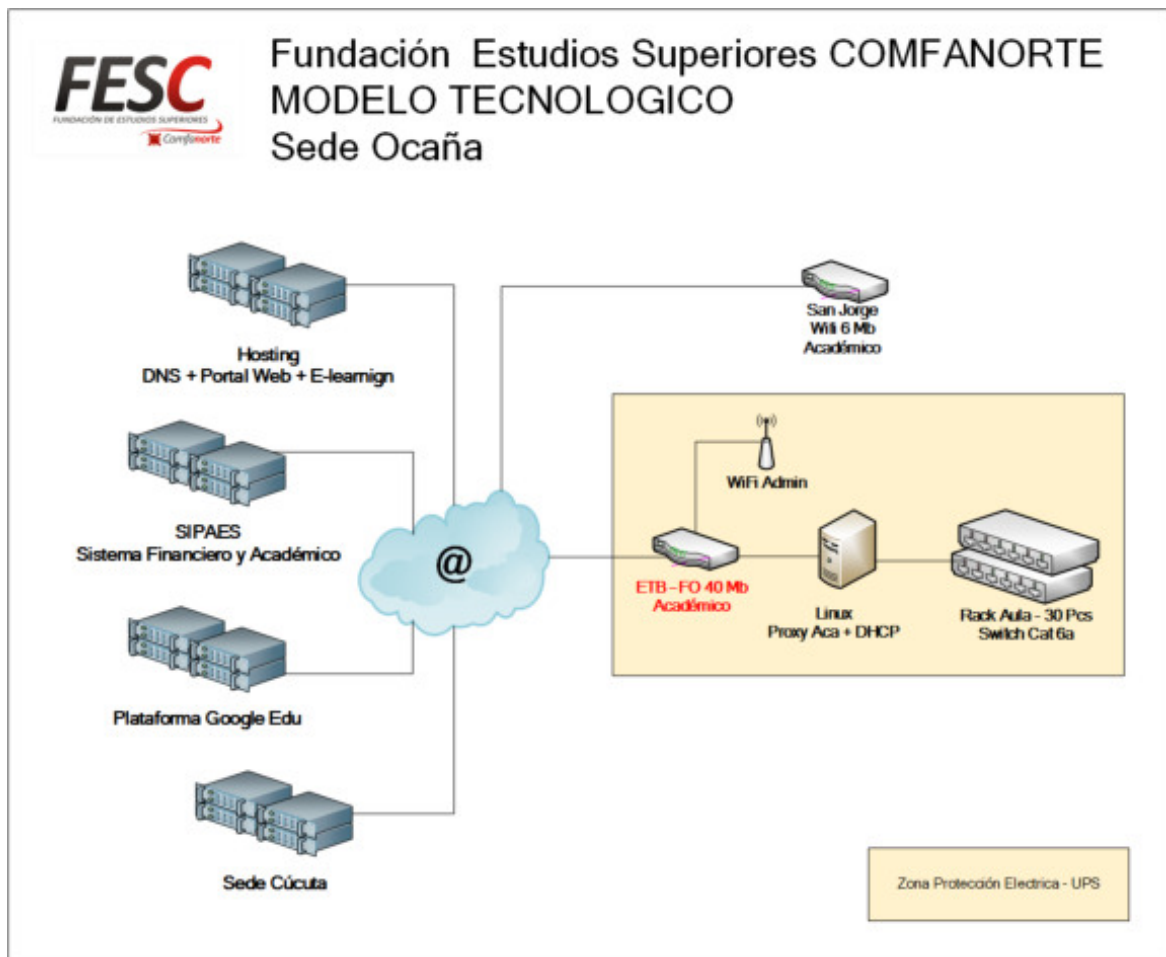 Fundación Estudios Superiores COMFANORTE
MODELO TECNOLOGICO
Sede Ocaña
FESC
FUNDACIÓN DE ESTUDIOS SUPERIORES
Comfanorte
Hosting
DNS + Portal Web + E-learnign
SIPAES
Sistema Financiero y Académico
Plataforma Google Edu
Sede Cúcuta
@
San Jorge
Wifi 6 Mb
Académico
WiFi Admin
ETB – FO 40 Mb
Académico
Linux
Proxy Aca + DHCP
Rack Aula - 30 Pcs
Switch Cat 6a
Zona Protección Electrica - UPS